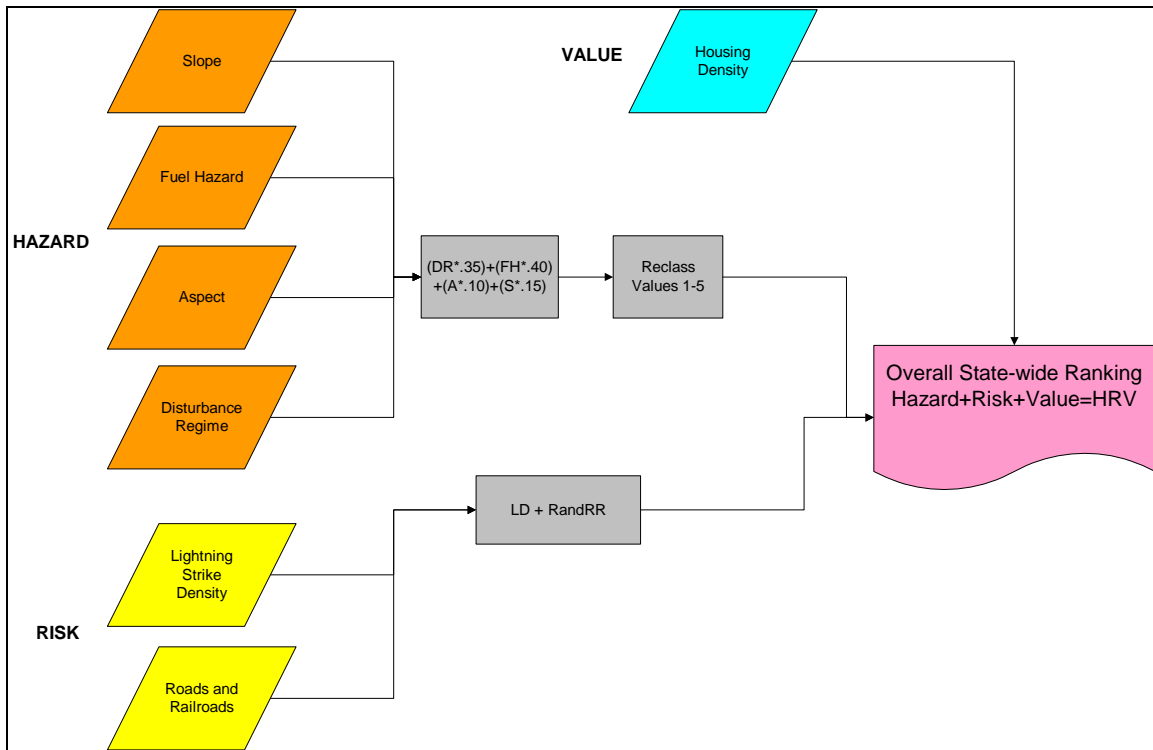 Slope
VALUE
Housing
Density
Fuel Hazard
HAZARD
(DR*.35)+(FH*.40)
+(A*.10)+(S*.15)
Reclass
Values 1-5
Aspect
Disturbance
Regime
Overall State-wide Ranking
Hazard+Risk+Value=HRV
LD + RandRR
Lightning
Strike
Density
RISK
Roads and
Railroads